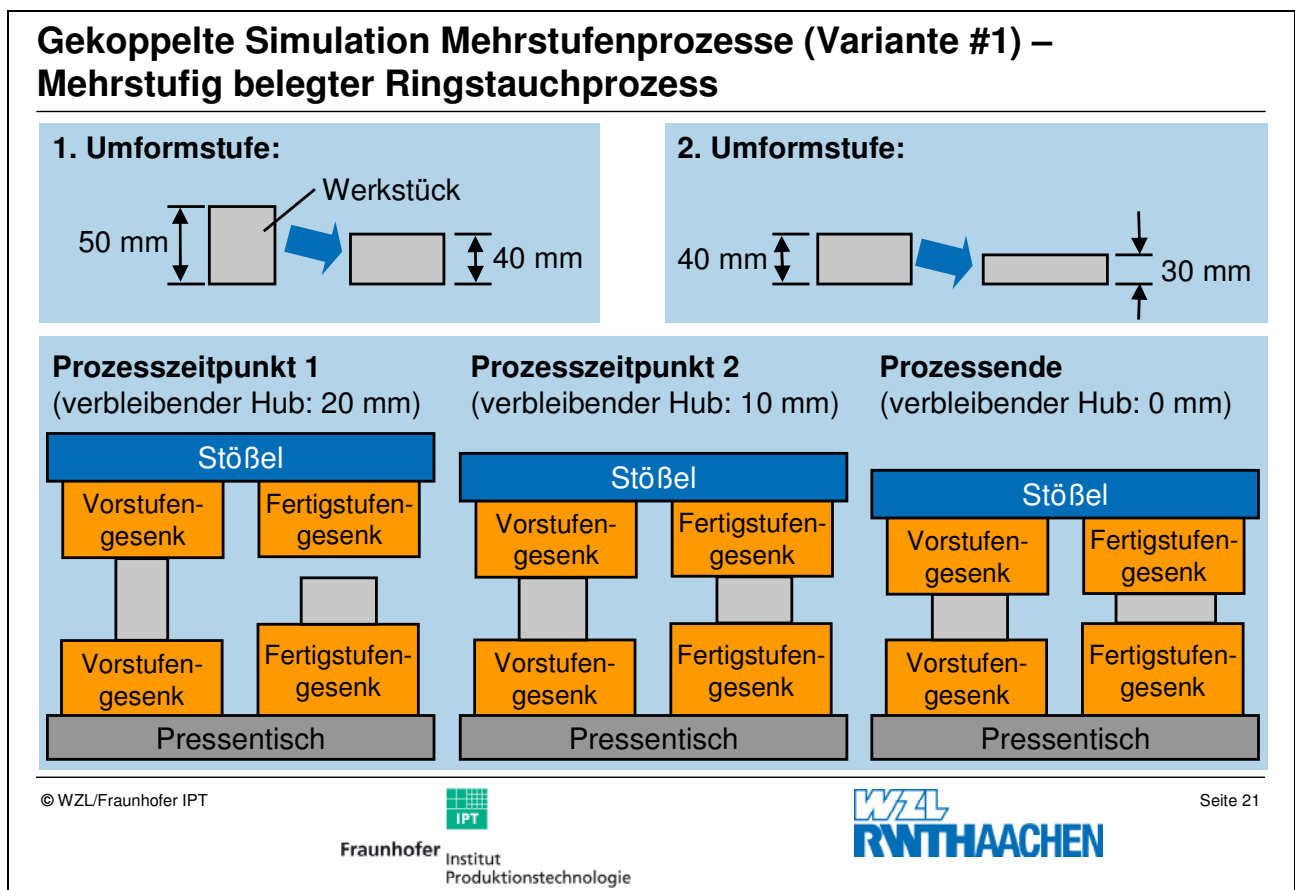 Gekoppelte Simulation Mehrstufenprozesse (Variante #1) –
Mehrstufig belegter Ringstauchprozess
1. Umformstufe:
Werkstück
50 mm
40 mm
2. Umformstufe:
40 mm
30 mm
Prozesszeitpunkt 1
(verbleibender Hub: 20 mm)
Stößel
Vorstufen-
gesenk
Fertigstufen-
gesenk
Vorstufen-
gesenk
Fertigstufen-
gesenk
Pressentisch
Prozesszeitpunkt 2
(verbleibender Hub: 10 mm)
Stößel
Vorstufen-
gesenk
Fertigstufen-
gesenk
Vorstufen-
gesenk
Fertigstufen-
gesenk
Pressentisch
Prozessende
(verbleibender Hub: 0 mm)
Stößel
Vorstufen-
gesenk
Fertigstufen-
gesenk
Vorstufen-
gesenk
Fertigstufen-
gesenk
Pressentisch
© WZL/Fraunhofer IPT
IPT
Fraunhofer Institut
Produktionstechnologie
WZL
RWTHAACHEN
Seite 21